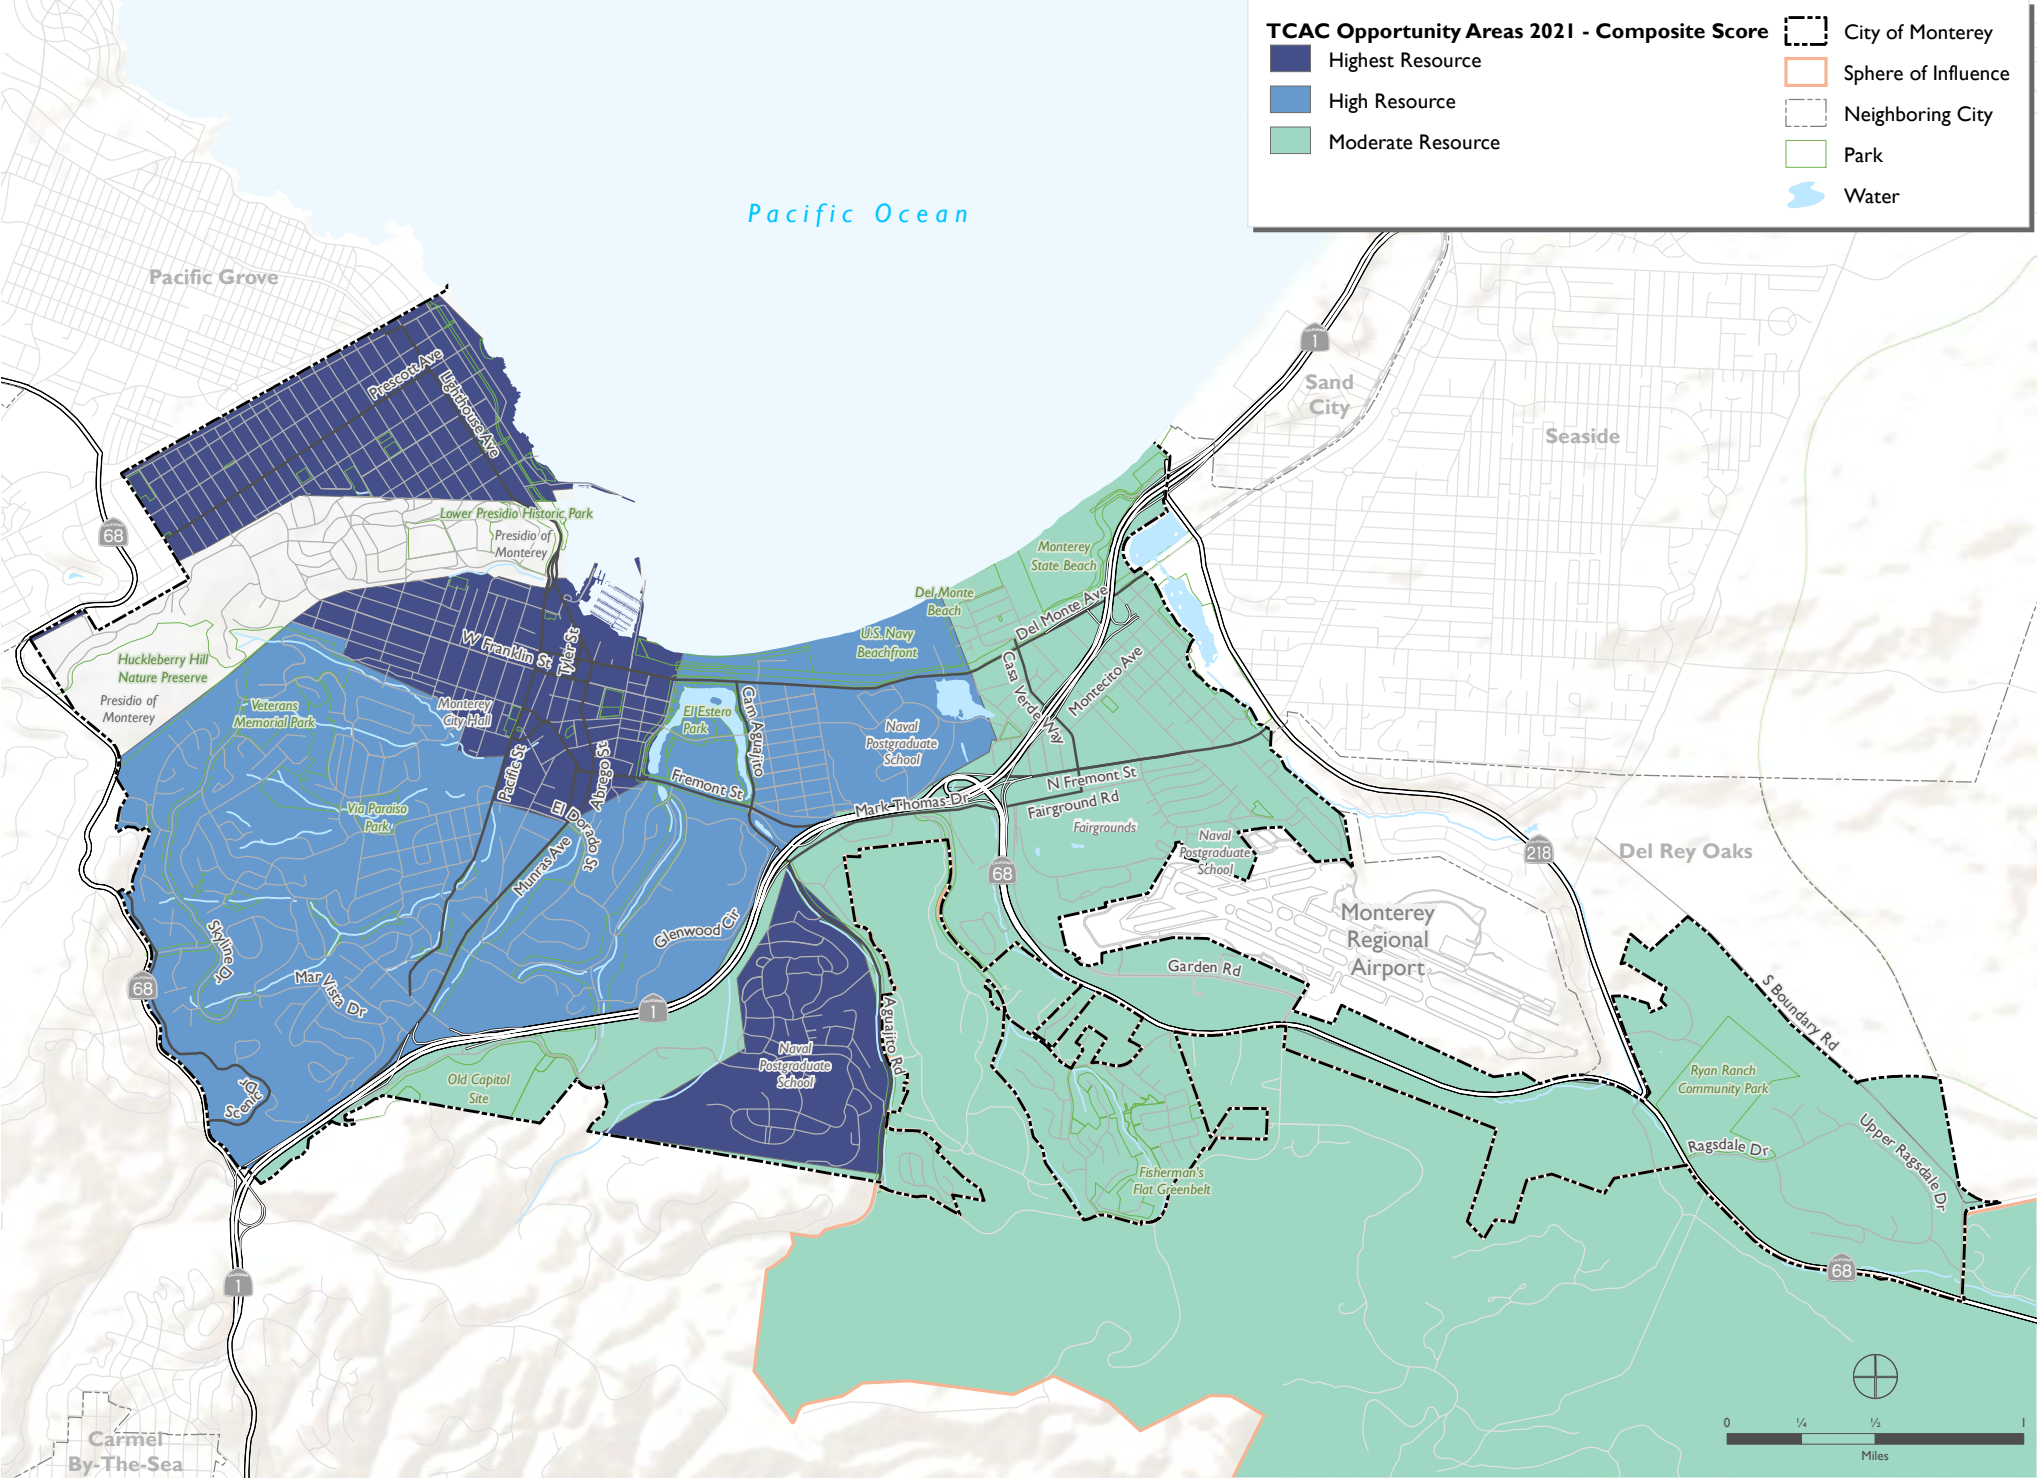 TCAC Opportunity Areas 2021 - Composite Score
Highest Resource
High Resource
Moderate Resource
City of Monterey
Sphere of Influence
Neighboring City
Park
Water
Pacific Ocean
Pacific Grove
Prescott Ave
Lighthouse Ave
1
Sand
City
Seaside
68
Lower Presidio Historic Park
Presidio of
Monterey
Monterey
State Beach
Del Monte
Beach
Del Monte Ave
U.S. Navy
Beachfront
W Franklin St
Tyler St
Huckleberry Hill
Nature Preserve
Presidio of
Monterey
Veterans
Memorial Park
Monterey
City Hall
El Estero
Park
Cam Aguajito
Naval
Postgraduate
School
Casa Verde Way
Montecito Ave
Pacific St
Abrego St
Fremont St
N Fremont St
Mark Thomas Dr
Fairground Rd
Fairgrounds
Via Paraiso
Park
El Dorado St
Munras Ave
Naval
Postgraduate
School
68
218
Del Rey Oaks
Monterey
Regional
Airport
Skyline Dr
Glenwood Cir
Garden Rd
68
Mar Vista Dr
1
Aguajito Rd
S Boundary Rd
Naval
Postgraduate
School
Old Capitol
Site
Scenic Dr
Ryan Ranch
Community Park
Ragsdale Dr
Upper Ragsdale Dr
Fisherman's
Flat Greenbelt
68
1
Carmel
By-The-Sea
0 ¼ ½ 1
Miles